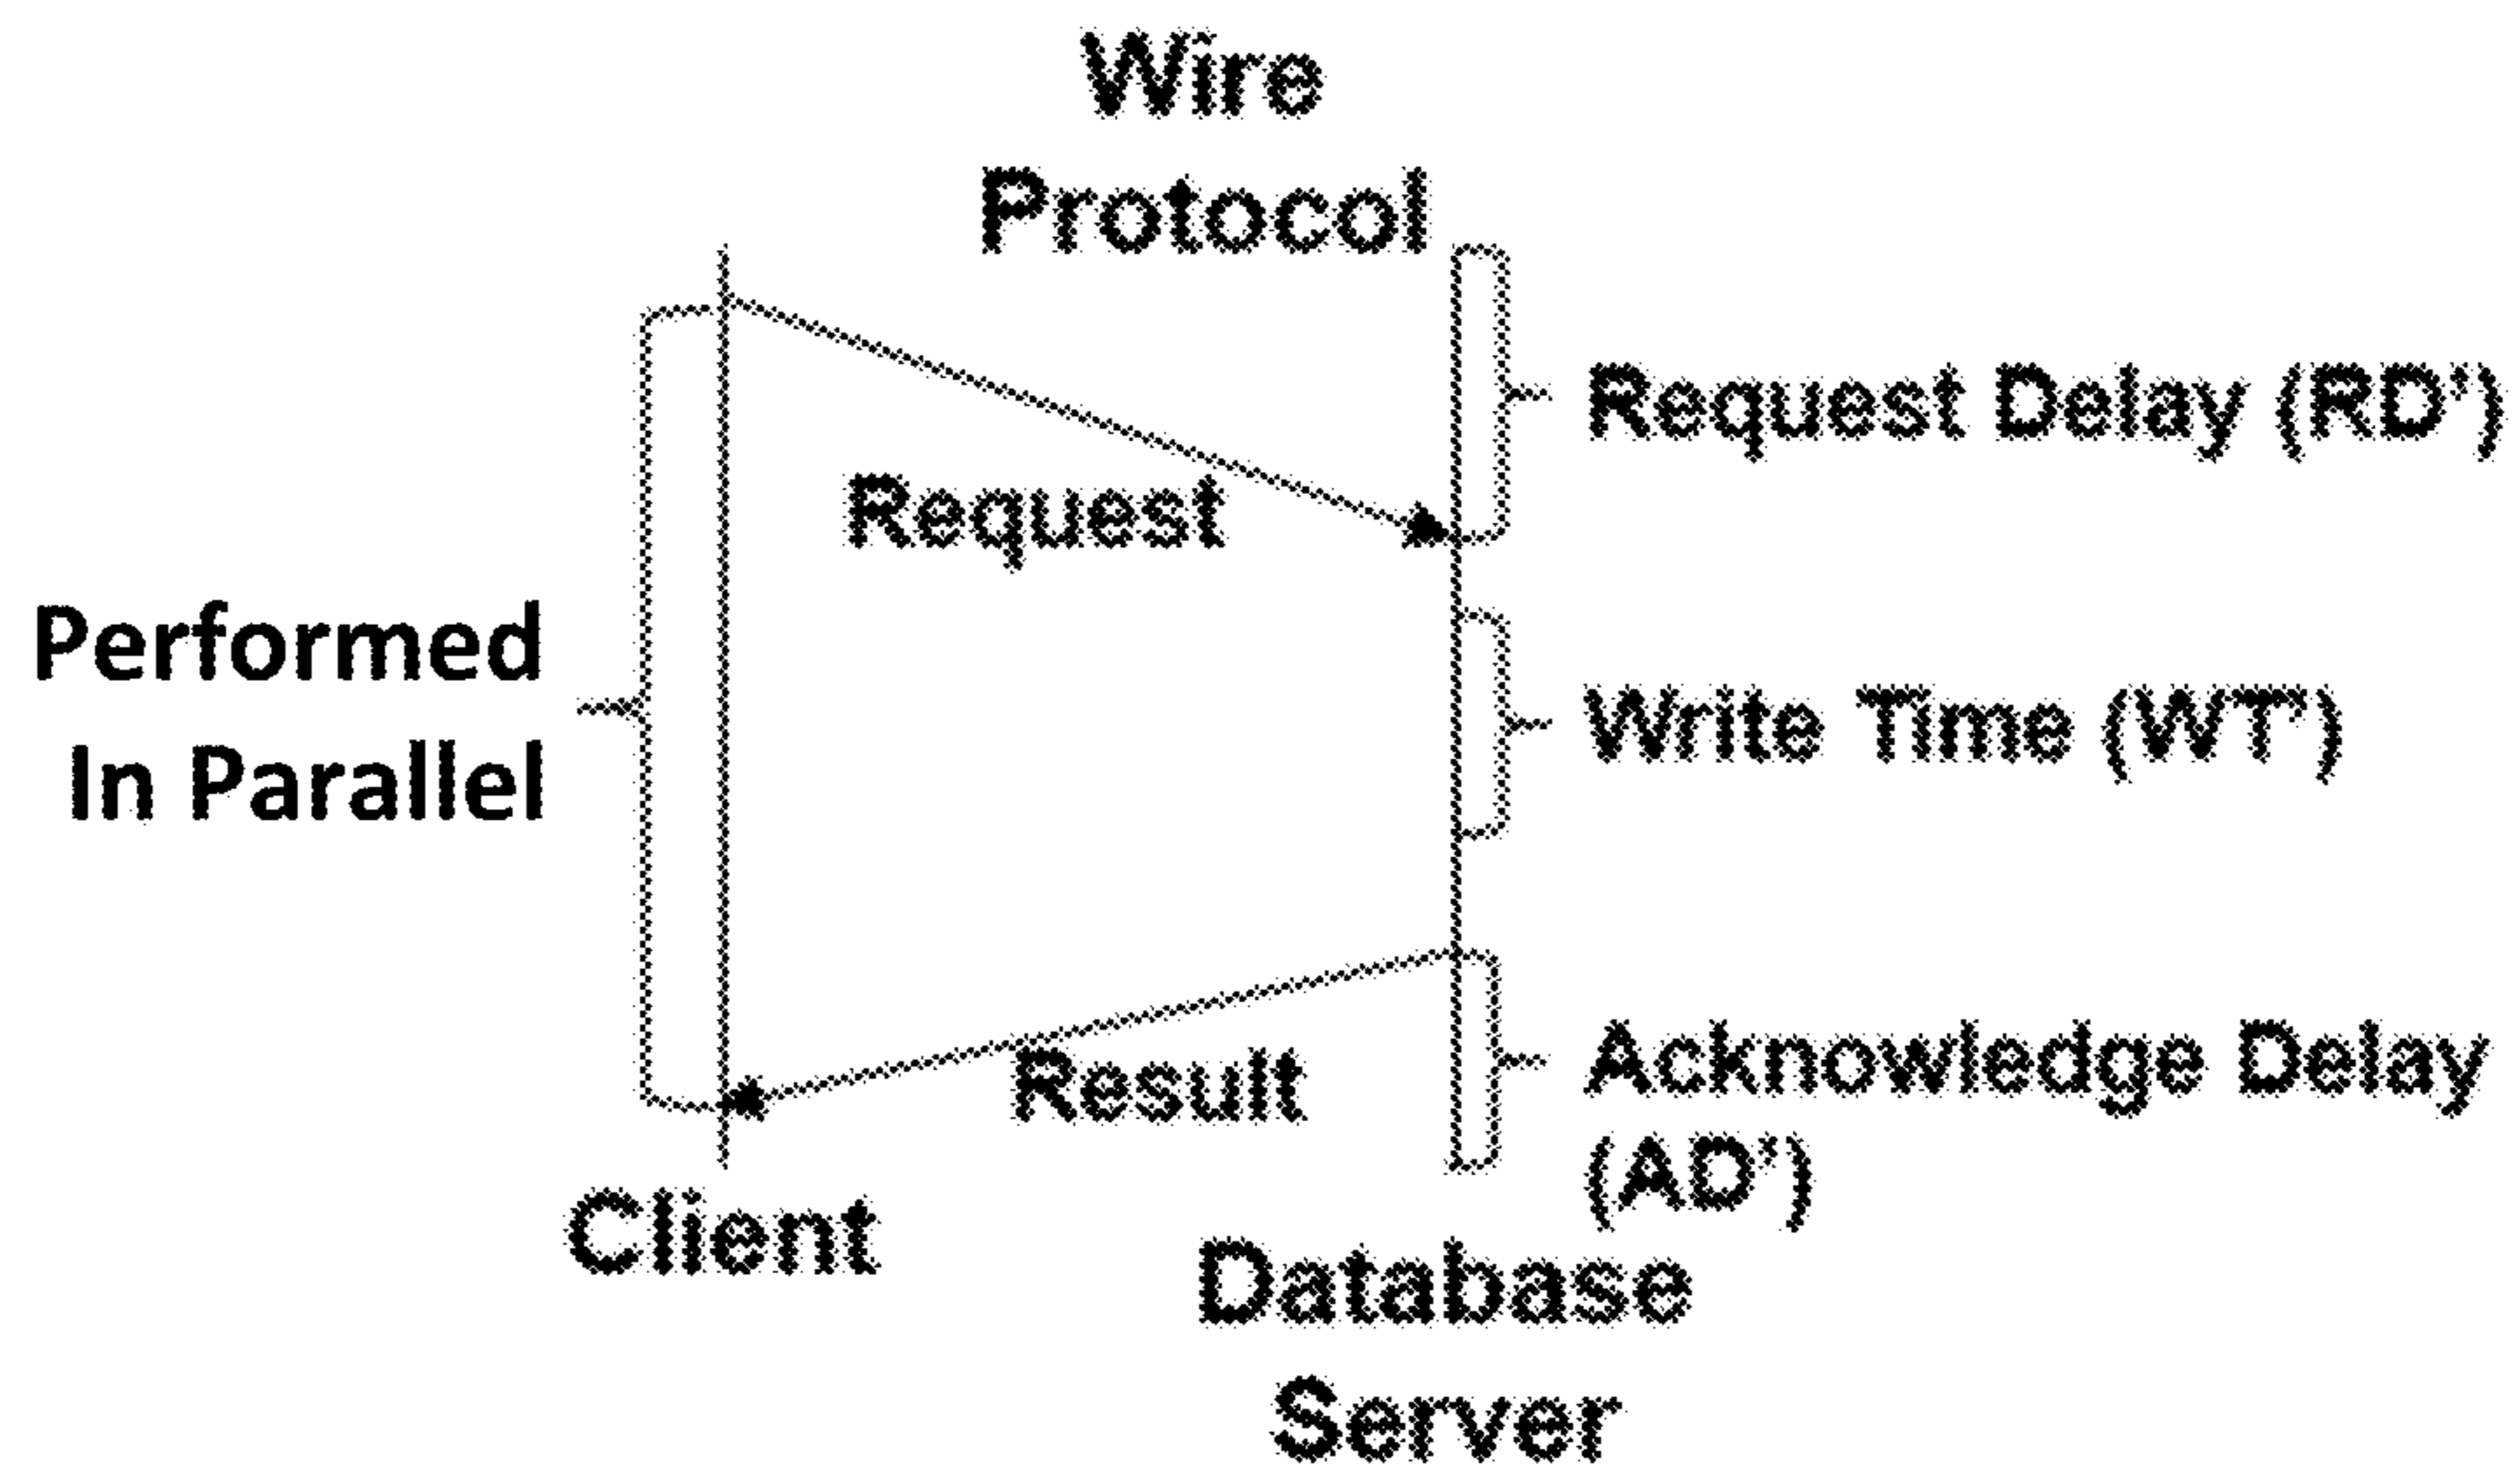 Wire
Protocol
Request Delay (RD')
Request
Performed
In Parallel
Write Time (WT')
Result
Acknowledge Delay
(AD')
Client
Database
Server